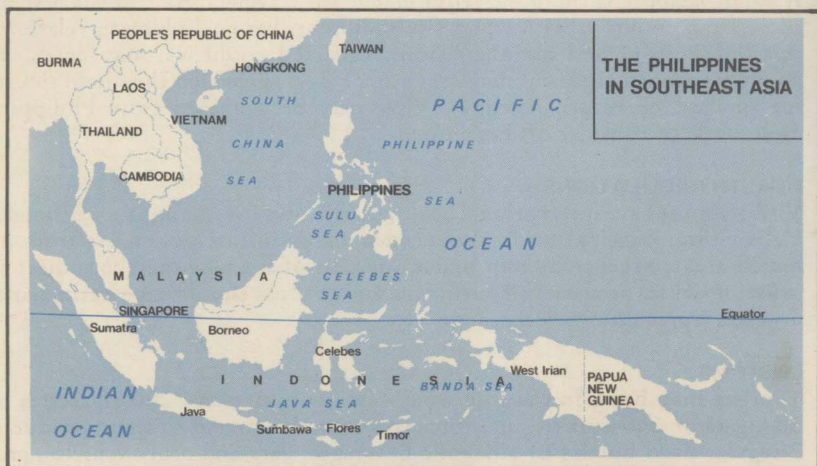 THE PHILIPPINES
IN SOUTHEAST ASIA
PEOPLE'S REPUBLIC OF CHINA
TAIWAN
BURMA
HONGKONG
LAOS
SOUTH
PACIFIC
THAILAND
VIETNAM
CHINA
PHILIPPINE
CAMBODIA
SEA
PHILIPPINES
SEA
SULU
SEA
OCEAN
MALAYSIA
CELEBES
SEA
SINGAPORE
Equator
Sumatra
Borneo
Celebes
West Irian
PAPUA
NEW
GUINEA
INDONESIA
BANDA SEA
INDIAN
OCEAN
JAVA SEA
Java
Sumbawa
Flores
Timor